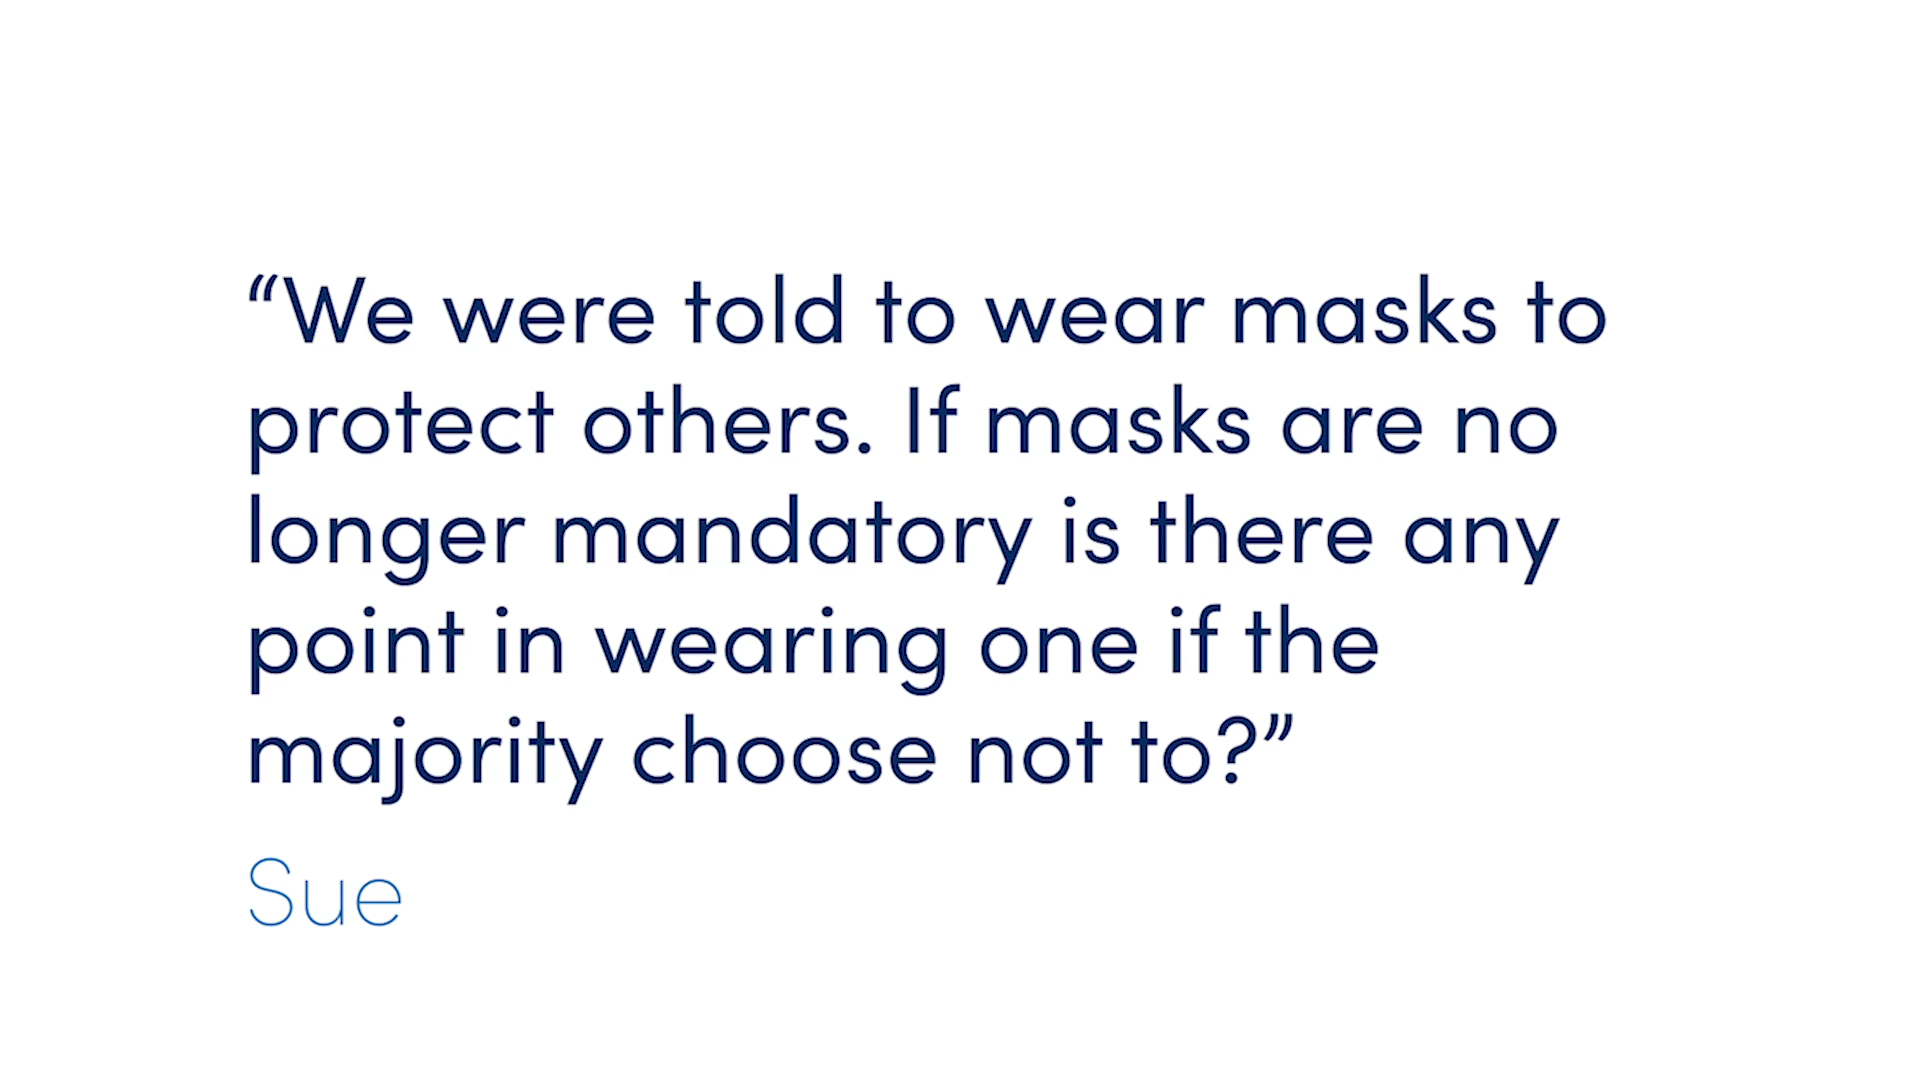 “We were told to wear masks to
protect others. If masks are no
longer mandatory is there any
point in wearing one if the
majority choose not to?”
Sue